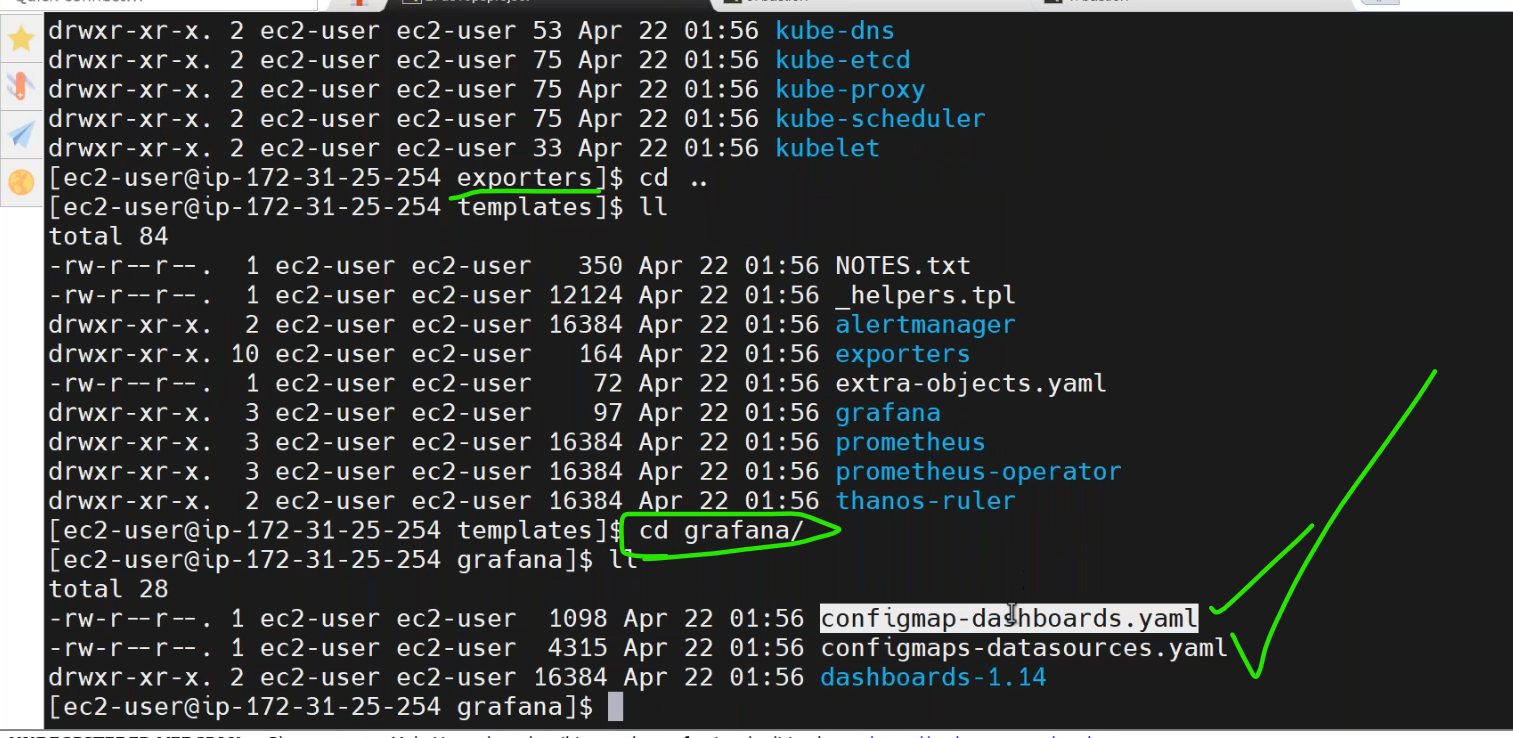 drwxr-xr-x. 2 ec2-user ec2-user 53 Apr 22 01:56 kube-dns
drwxr-xr-x. 2 ec2-user ec2-user 75 Apr 22 01:56 kube-etcd
drwxr-xr-x. 2 ec2-user ec2-user 75 Apr 22 01:56 kube-proxy
drwxr-xr-x. 2 ec2-user ec2-user 75 Apr 22 01:56 kube-scheduler
drwxr-xr-x. 2 ec2-user ec2-user 33 Apr 22 01:56 kubelet
[ec2-user@ip-172-31-25-254 exporters]$ cd ..
[ec2-user@ip-172-31-25-254 templates]$ ll
total 84
-rw-r--r--.  1 ec2-user ec2-user   350 Apr 22 01:56 NOTES.txt
-rw-r--r--.  1 ec2-user ec2-user 12124 Apr 22 01:56 _helpers.tpl
drwxr-xr-x.  2 ec2-user ec2-user 16384 Apr 22 01:56 alertmanager
drwxr-xr-x. 10 ec2-user ec2-user   164 Apr 22 01:56 exporters
-rw-r--r--.  1 ec2-user ec2-user    72 Apr 22 01:56 extra-objects.yaml
drwxr-xr-x.  3 ec2-user ec2-user    97 Apr 22 01:56 grafana
drwxr-xr-x.  3 ec2-user ec2-user 16384 Apr 22 01:56 prometheus
drwxr-xr-x.  3 ec2-user ec2-user 16384 Apr 22 01:56 prometheus-operator
drwxr-xr-x.  2 ec2-user ec2-user 16384 Apr 22 01:56 thanos-ruler
[ec2-user@ip-172-31-25-254 templates]$ cd grafana/
[ec2-user@ip-172-31-25-254 grafana]$ ll
total 28
-rw-r--r--. 1 ec2-user ec2-user  1098 Apr 22 01:56 configmap-dashboards.yaml
-rw-r--r--. 1 ec2-user ec2-user  4315 Apr 22 01:56 configmaps-datasources.yaml
drwxr-xr-x. 2 ec2-user ec2-user 16384 Apr 22 01:56 dashboards-1.14
[ec2-user@ip-172-31-25-254 grafana]$